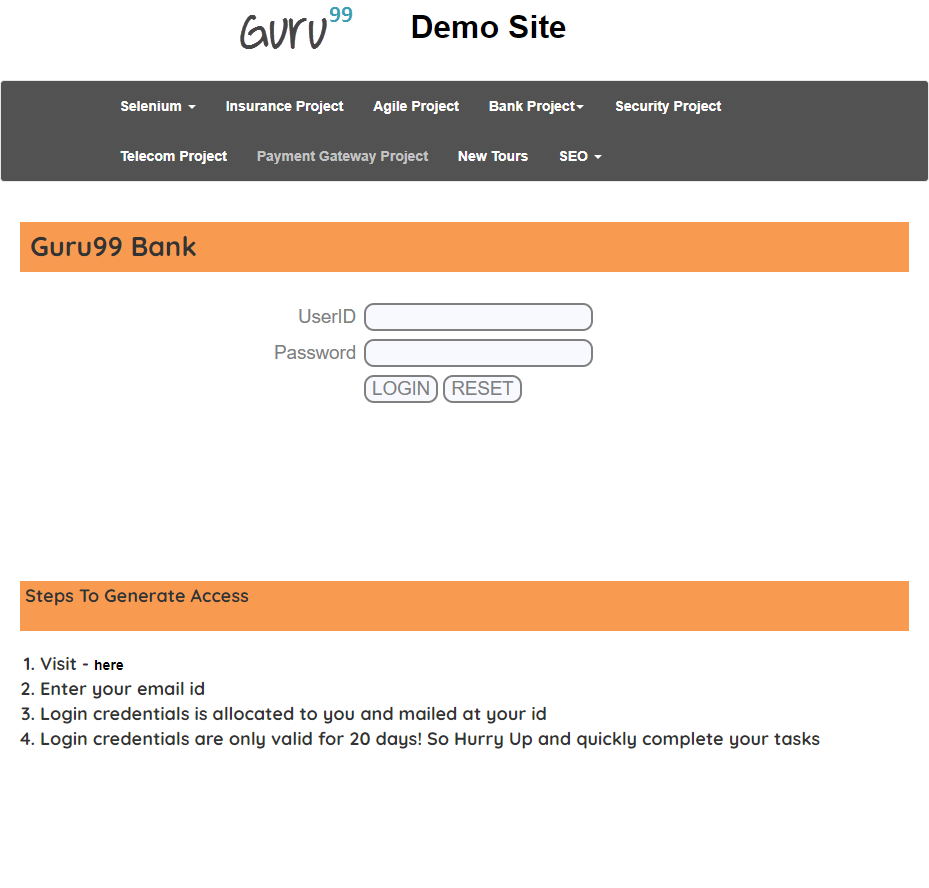 Guru99 Demo Site
Selenium Insurance Project Agile Project Bank Project Security Project
Telecom Project Payment Gateway Project New Tours SEO
Guru99 Bank
UserID
Password
LOGIN RESET
Steps To Generate Access
1. Visit - here
2. Enter your email id
3. Login credentials is allocated to you and mailed at your id
4. Login credentials are only valid for 20 days! So Hurry Up and quickly complete your tasks